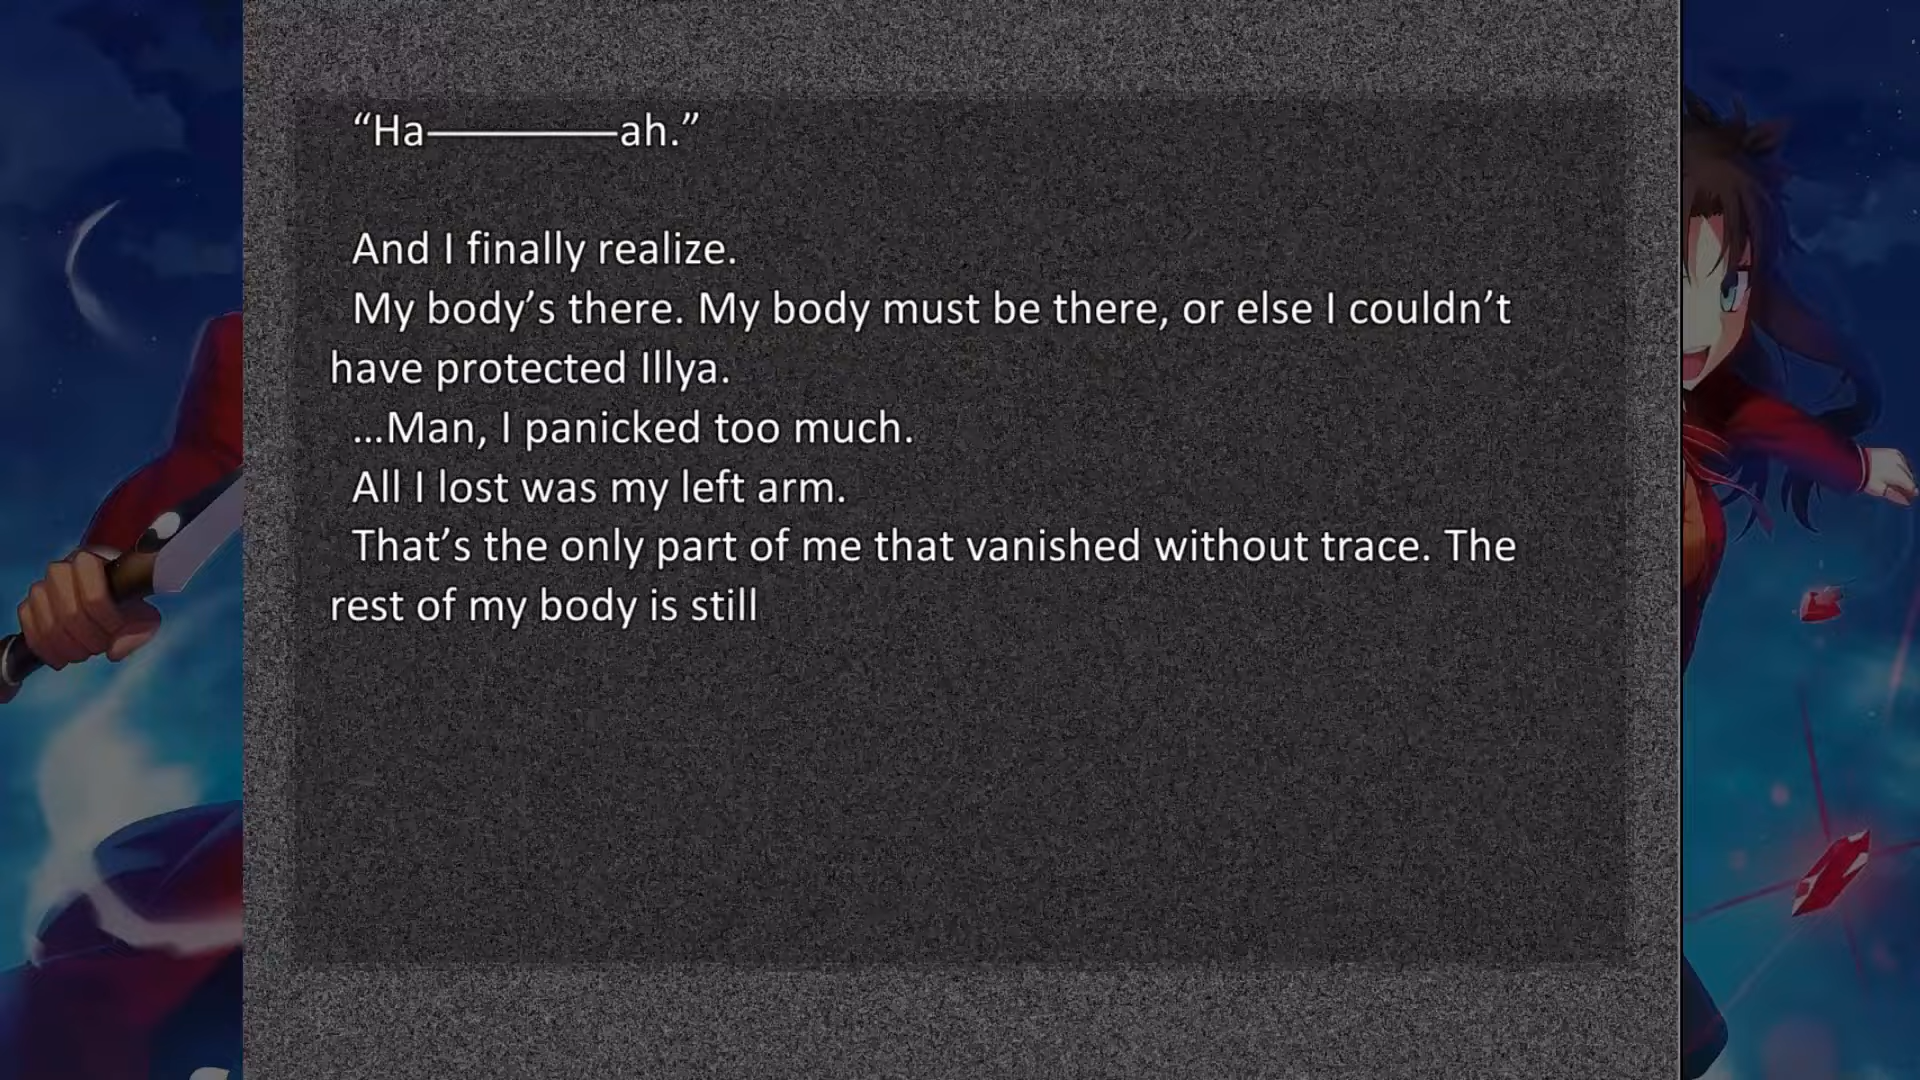 “Ha————ah.”
And I finally realize.
My body’s there. My body must be there, or else I couldn’t
have protected Illya.
…Man, I panicked too much.
All I lost was my left arm.
That’s the only part of me that vanished without trace. The
rest of my body is still